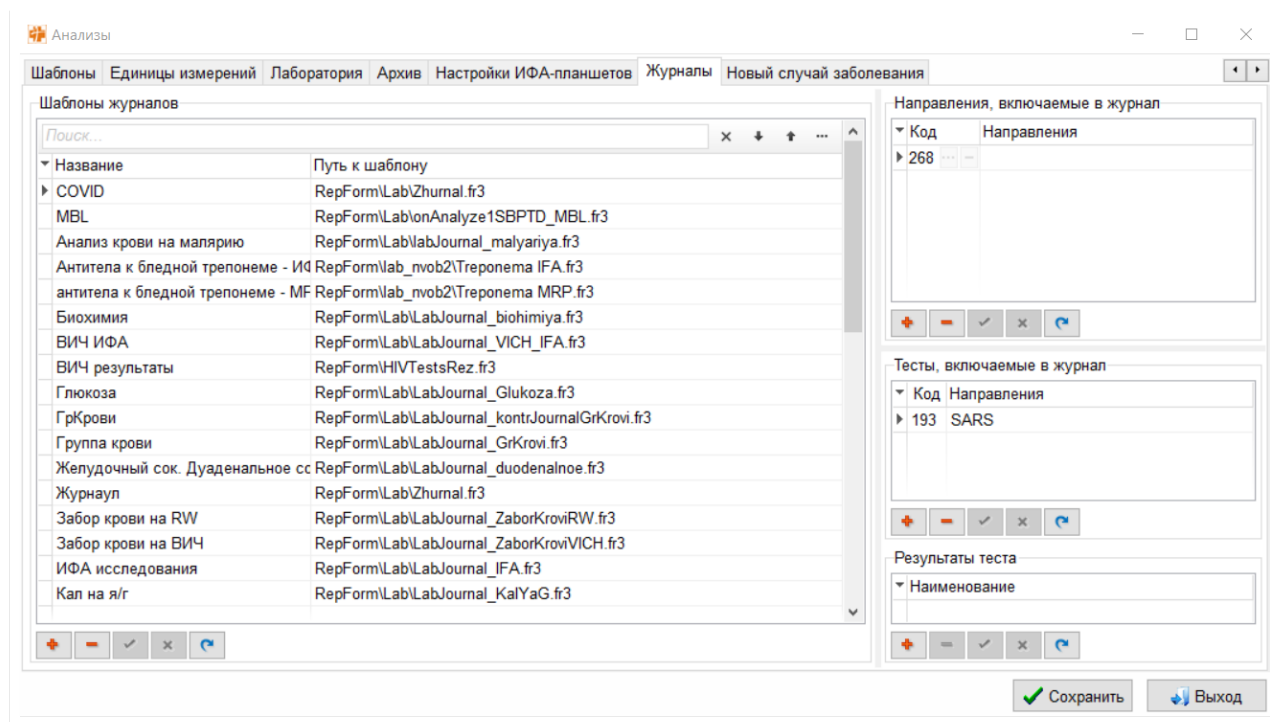 Анализы
Шаблоны Единицы измерений Лаборатория Архив Настройки ИФА-планшетов Журналы Новый случай заболевания
Шаблоны журналов
Поиск...
Название Путь к шаблону
COVID RepForm\Lab\Zhurnal.fr3
MBL RepForm\Lab\onAnalyze1SBPTD_MBL.fr3
Анализ крови на малярию RepForm\Lab\labJournal_malyariya.fr3
Антитела к бледной трепонеме - ИФ RepForm\lab_nvob2\Treponema IFA.fr3
антитела к бледной трепонеме - МР RepForm\lab_nvob2\Treponema MRP.fr3
Биохимия RepForm\Lab\LabJournal_biohimiya.fr3
ВИЧ ИФА RepForm\Lab\LabJournal_VICH_IFA.fr3
ВИЧ результаты RepForm\HIVTestsRez.fr3
Глюкоза RepForm\Lab\LabJournal_Glukoza.fr3
ГрКрови RepForm\Lab\LabJournal_kontrJournalGrKrovi.fr3
Группа крови RepForm\Lab\LabJournal_GrKrovi.fr3
Желудочный сок. Дуаденальное сс RepForm\Lab\LabJournal_duodenalnoe.fr3
Журнаул RepForm\Lab\Zhurnal.fr3
Забор крови на RW RepForm\Lab\LabJournal_ZaborKroviRW.fr3
Забор крови на ВИЧ RepForm\Lab\LabJournal_ZaborKroviVICH.fr3
ИФА исследования RepForm\Lab\LabJournal_IFA.fr3
Кал на я/г RepForm\Lab\LabJournal_KalYaG.fr3
Направления, включаемые в журнал
Код Направления
268
Тесты, включаемые в журнал
Код Направления
193 SARS
Результаты теста
Наименование
Сохранить Выход